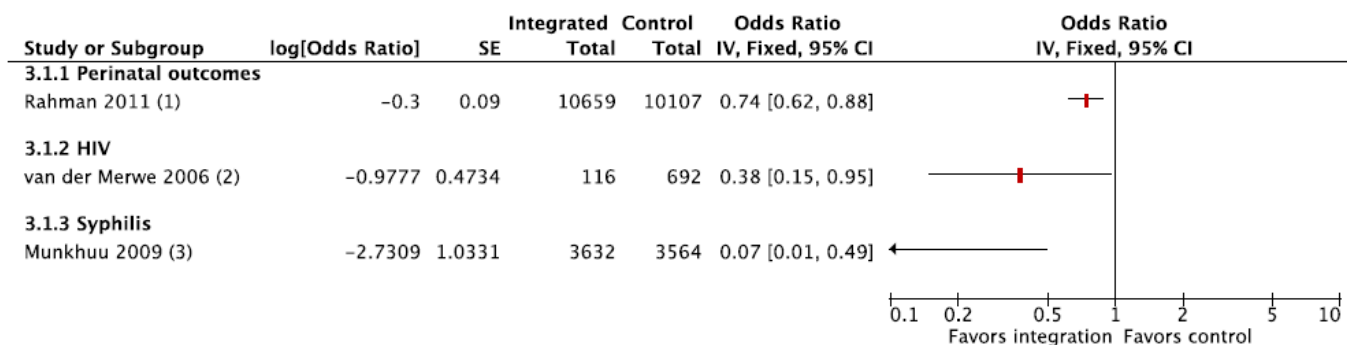 Integrated Control Odds Ratio Odds Ratio
Study or Subgroup log[Odds Ratio] SE Total Total IV, Fixed, 95% CI IV, Fixed, 95% CI
3.1.1 Perinatal outcomes
Rahman 2011 (1) −0.3 0.09 10659 10107 0.74 [0.62, 0.88]
3.1.2 HIV
van der Merwe 2006 (2) −0.9777 0.4734 116 692 0.38 [0.15, 0.95]
3.1.3 Syphilis
Munkhuu 2009 (3) −2.7309 1.0331 3632 3564 0.07 [0.01, 0.49]
0.1 0.2 0.5 1 2 5 10
Favors integration Favors control